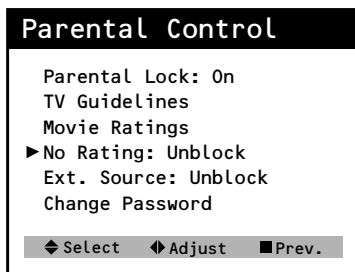 Parental Control
Parental Lock: On
TV Guidelines
Movie Ratings
►No Rating: Unblock
Ext. Source: Unblock
Change Password
Select Adjust Prev.